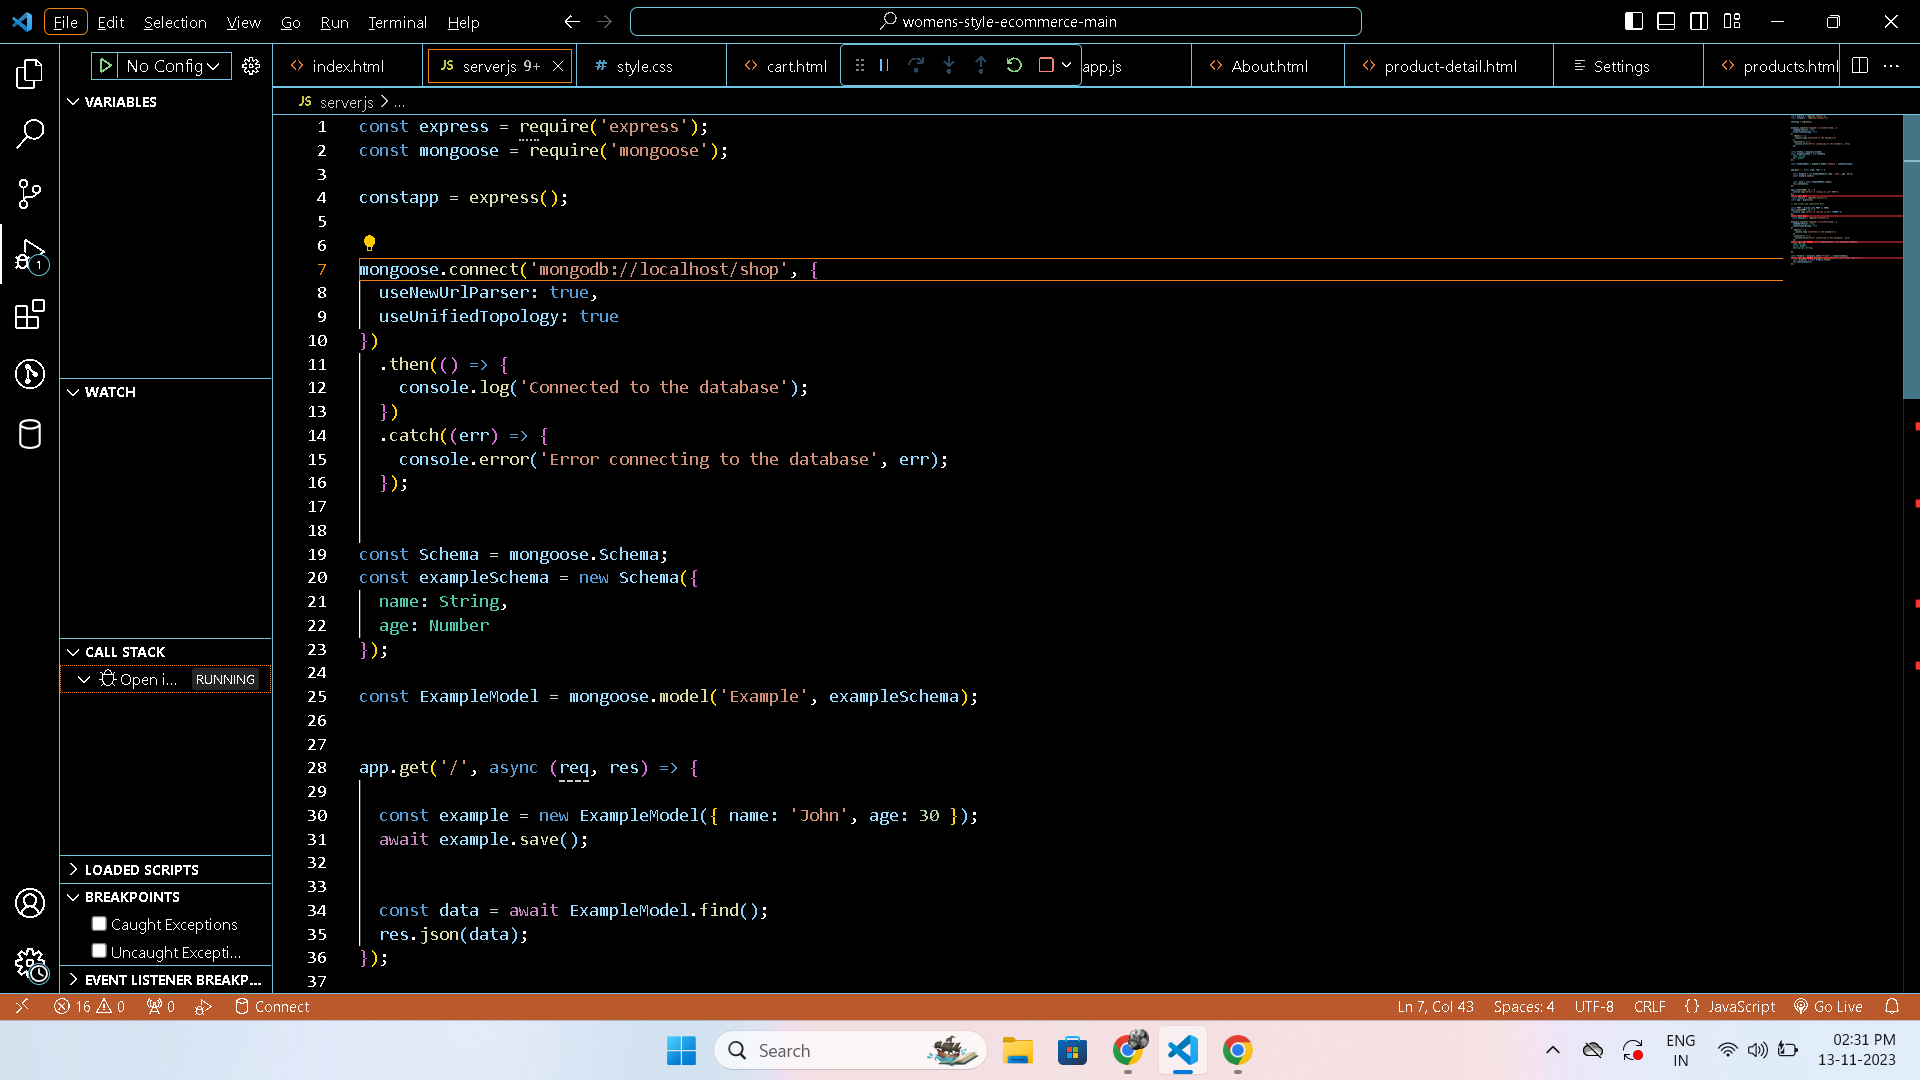 File Edit Selection View Go Run Terminal Help
womens-style-ecommerce-main
No Config
index.html
JS serverjs 9+
# style.css
cart.html
app.js
About.html
product-detail.html
Settings
products.html
JS serverjs > ...
VARIABLES
WATCH
CALL STACK
Open i... RUNNING
LOADED SCRIPTS
BREAKPOINTS
Caught Exceptions
Uncaught Excepti...
EVENT LISTENER BREAKP...
1
1 const express = require('express');
2 const mongoose = require('mongoose');
3
4 constapp = express();
5
6
7 mongoose.connect('mongodb://localhost/shop', {
8 useNewUrlParser: true,
9 useUnifiedTopology: true
10 })
11 .then(() => {
12 console.log('Connected to the database');
13 })
14 .catch((err) => {
15 console.error('Error connecting to the database', err);
16 });
17
18
19 const Schema = mongoose.Schema;
20 const exampleSchema = new Schema({
21 name: String,
22 age: Number
23 });
24
25 const ExampleModel = mongoose.model('Example', exampleSchema);
26
27
28 app.get('/', async (req, res) => {
29
30 const example = new ExampleModel({ name: 'John', age: 30 });
31 await example.save();
32
33
34 const data = await ExampleModel.find();
35 res.json(data);
36 });
37
16 0 0 Connect
Ln 7, Col 43 Spaces: 4 UTF-8 CRLF {} JavaScript Go Live
Search
ENG
IN
02:31 PM
13-11-2023